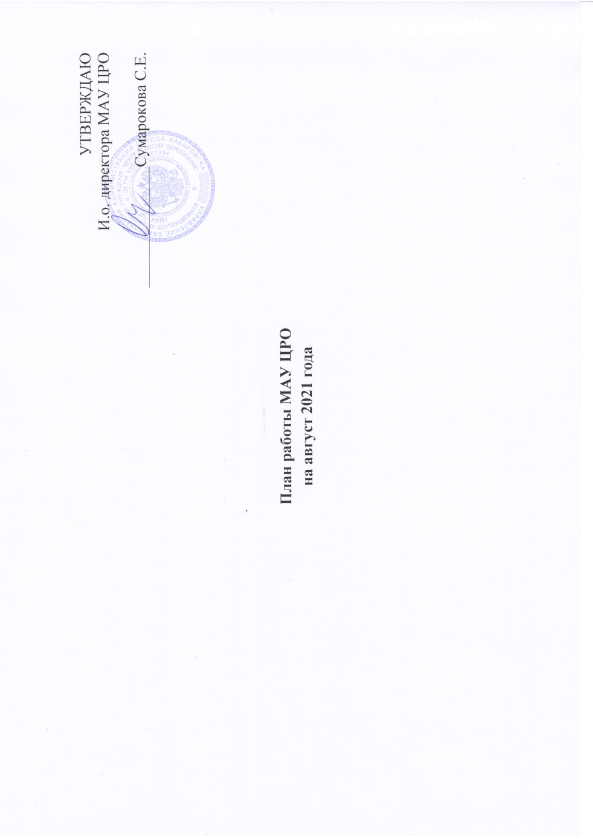 УТВЕРЖДАЮ
И.о. директора МАУ ЦРО
Сумарокова С.Е.
План работы МАУ ЦРО
на август 2021 года